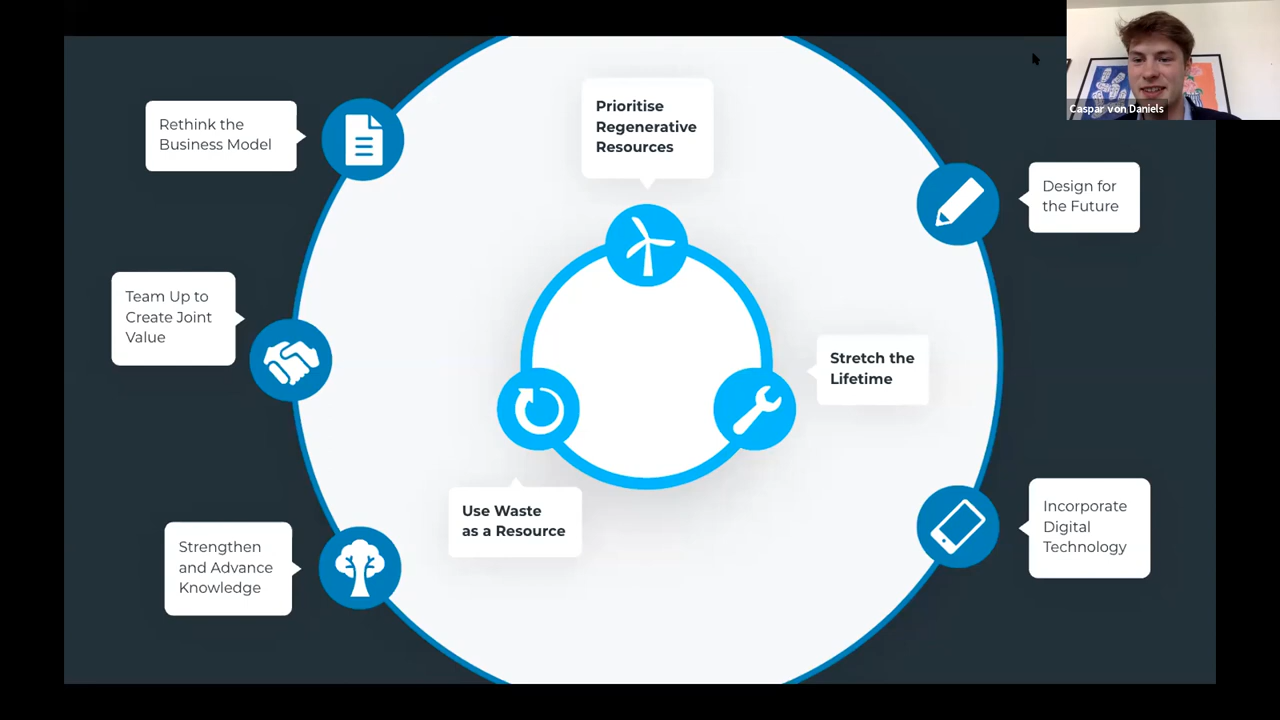 Caspar von Daniels
Prioritise
Regenerative
Resources
Rethink the
Business Model
Design for
the Future
Team Up to
Create Joint
Value
Stretch the
Lifetime
Use Waste
as a Resource
Incorporate
Digital
Technology
Strengthen
and Advance
Knowledge